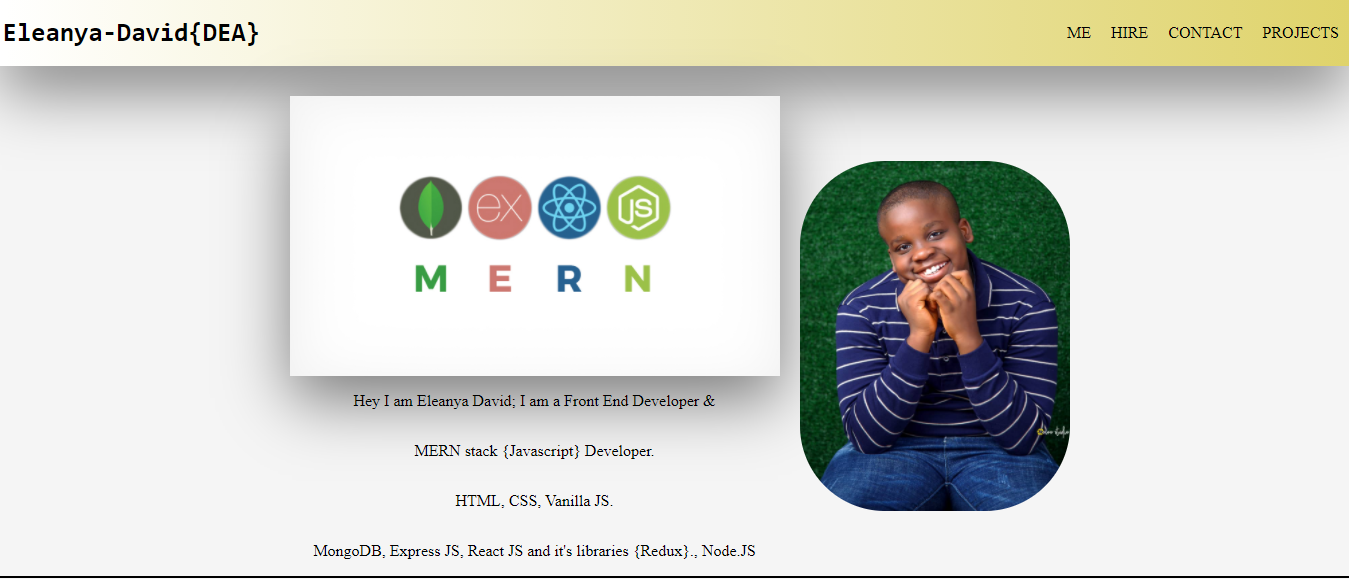 Eleanya-David{DEA}
ME HIRE CONTACT PROJECTS
ex
JS
M E R N
Hey I am Eleanya David; I am a Front End Developer &
MERN stack {Javascript} Developer.
HTML, CSS, Vanilla JS.
MongoDB, Express JS, React JS and it's libraries {Redux}., Node.JS